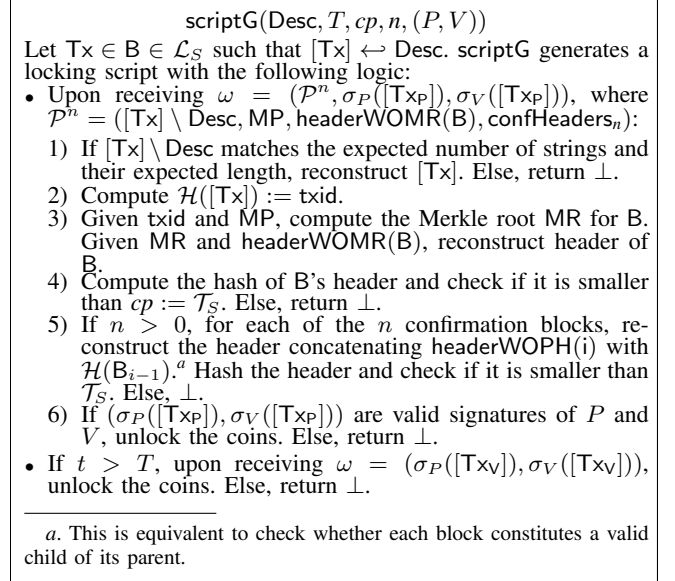 scriptG(Desc, T, cp, n, (P, V))
Let Tx ∈ B ∈ ℒ_S such that [Tx] ↩ Desc. scriptG generates a
locking script with the following logic:
• Upon receiving ω = (𝒫ⁿ, σ_P([Tx_P]), σ_V([Tx_P])), where
𝒫ⁿ = ([Tx] \ Desc, MP, headerWOMR(B), confHeaders_n):
1) If [Tx] \ Desc matches the expected number of strings and
their expected length, reconstruct [Tx]. Else, return ⊥.
2) Compute ℋ([Tx]) := txid.
3) Given txid and MP, compute the Merkle root MR for B.
Given MR and headerWOMR(B), reconstruct header of
B.
4) Compute the hash of B's header and check if it is smaller
than cp := 𝒯_S. Else, return ⊥.
5) If n > 0, for each of the n confirmation blocks, re-
construct the header concatenating headerWOPH(i) with
ℋ(B_{i−1}).ᵃ Hash the header and check if it is smaller than
𝒯_S. Else, ⊥.
6) If (σ_P([Tx_P]), σ_V([Tx_P])) are valid signatures of P and
V, unlock the coins. Else, return ⊥.
• If t > T, upon receiving ω = (σ_P([Tx_V]), σ_V([Tx_V])),
unlock the coins. Else, return ⊥.
a. This is equivalent to check whether each block constitutes a valid
child of its parent.